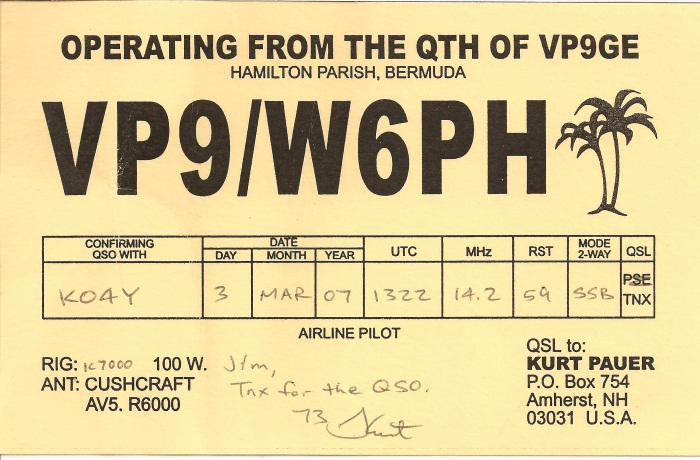 OPERATING FROM THE QTH OF VP9GE
HAMILTON PARISH, BERMUDA
VP9/W6PH
CONFIRMING QSO WITH DATE DAY MONTH YEAR UTC MHz RST MODE 2-WAY QSL
KO4Y 3 MAR 07 1322 14.2 59 SSB PSE TNX
AIRLINE PILOT
RIG: K7000 100 W.
ANT: CUSHCRAFT
AV5. R6000
Jim,
Tnx for the QSO.
73 Kurt
QSL to:
KURT PAUER
P.O. Box 754
Amherst, NH
03031 U.S.A.